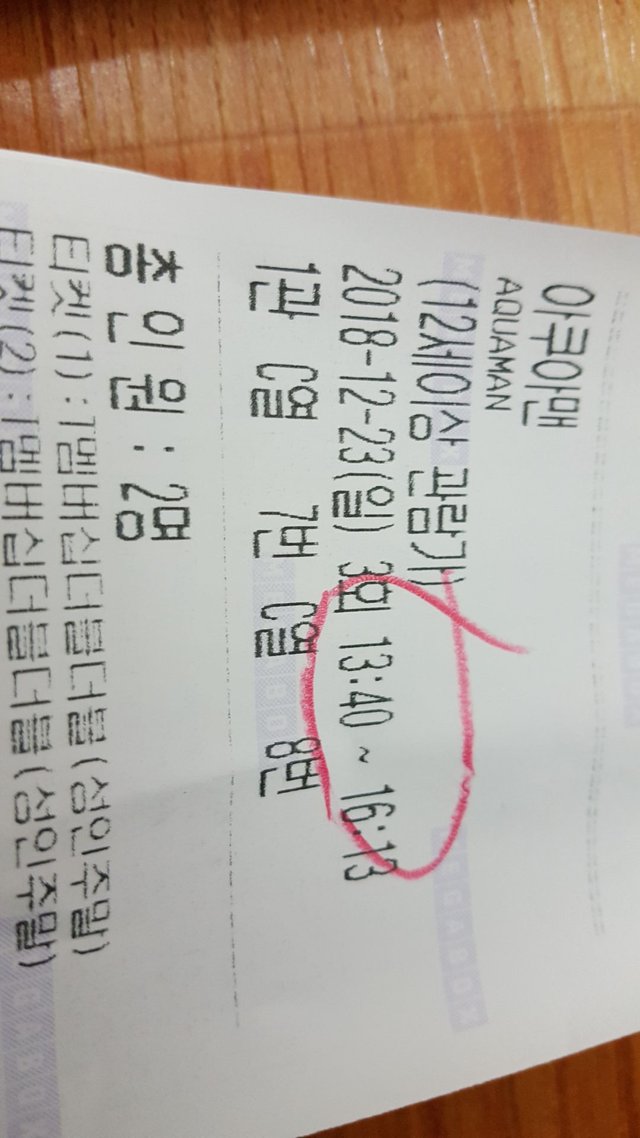 아쿠아맨
AQUAMAN
(12세이상 관람가)
2018-12-23(일) 3회 13:40 ~ 16:13
1관 C열 7번 C열 8번
총 인 원 : 2명
티켓(1) : T멤버십더블더블(성인주말)
티켓(2) : T멤버십더블더블(성인주말)